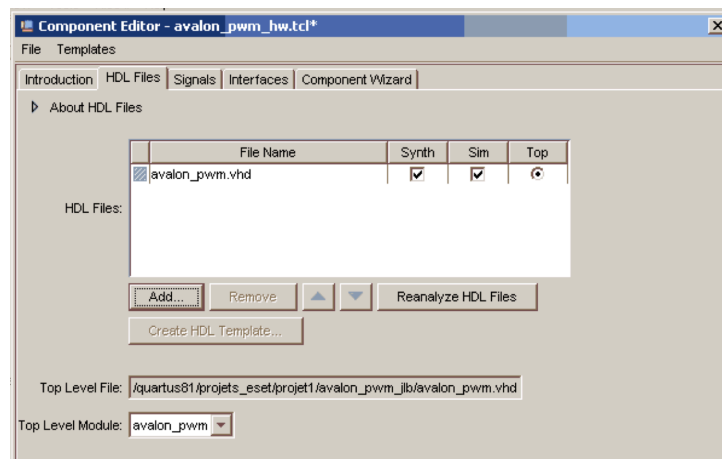 Component Editor - avalon_pwm_hw.tcl*
File Templates
Introduction HDL Files Signals Interfaces Component Wizard
About HDL Files
File Name Synth Sim Top
avalon_pwm.vhd
HDL Files:
Add... Remove Reanalyze HDL Files
Create HDL Template...
Top Level File: /quartus81/projets_eset/projet1/avalon_pwm_jlb/avalon_pwm.vhd
Top Level Module: avalon_pwm